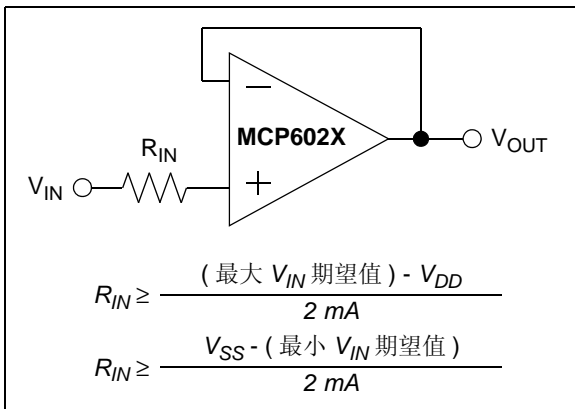 MCP602X
R_IN
V_IN
V_OUT
−
+
R_IN ≥ (最大 V_IN 期望值) - V_DD
2 mA
R_IN ≥ V_SS - (最小 V_IN 期望值)
2 mA